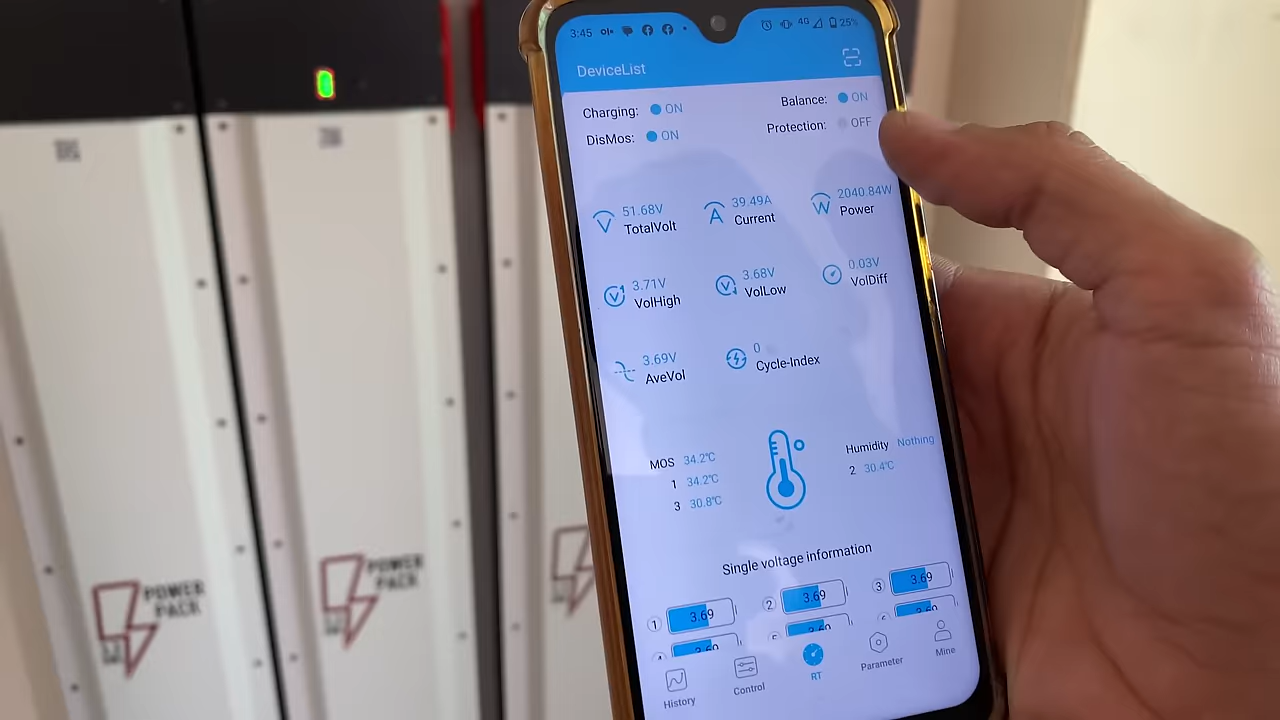 3:45
4G
25%
DeviceList
Charging: ON
Balance: ON
DisMos: ON
Protection: OFF
51.68V
TotalVolt
39.49A
Current
2040.84W
Power
3.71V
VolHigh
3.68V
VolLow
0.03V
VolDiff
3.69V
AveVol
0
Cycle-Index
MOS 34.2℃
1 34.2℃
3 30.8℃
Humidity Nothing
2 30.4℃
Single voltage information
1 3.69
2 3.69
3 3.69
History
Control
RT
Parameter
Mine
POWER
PACK
POWER
PACK